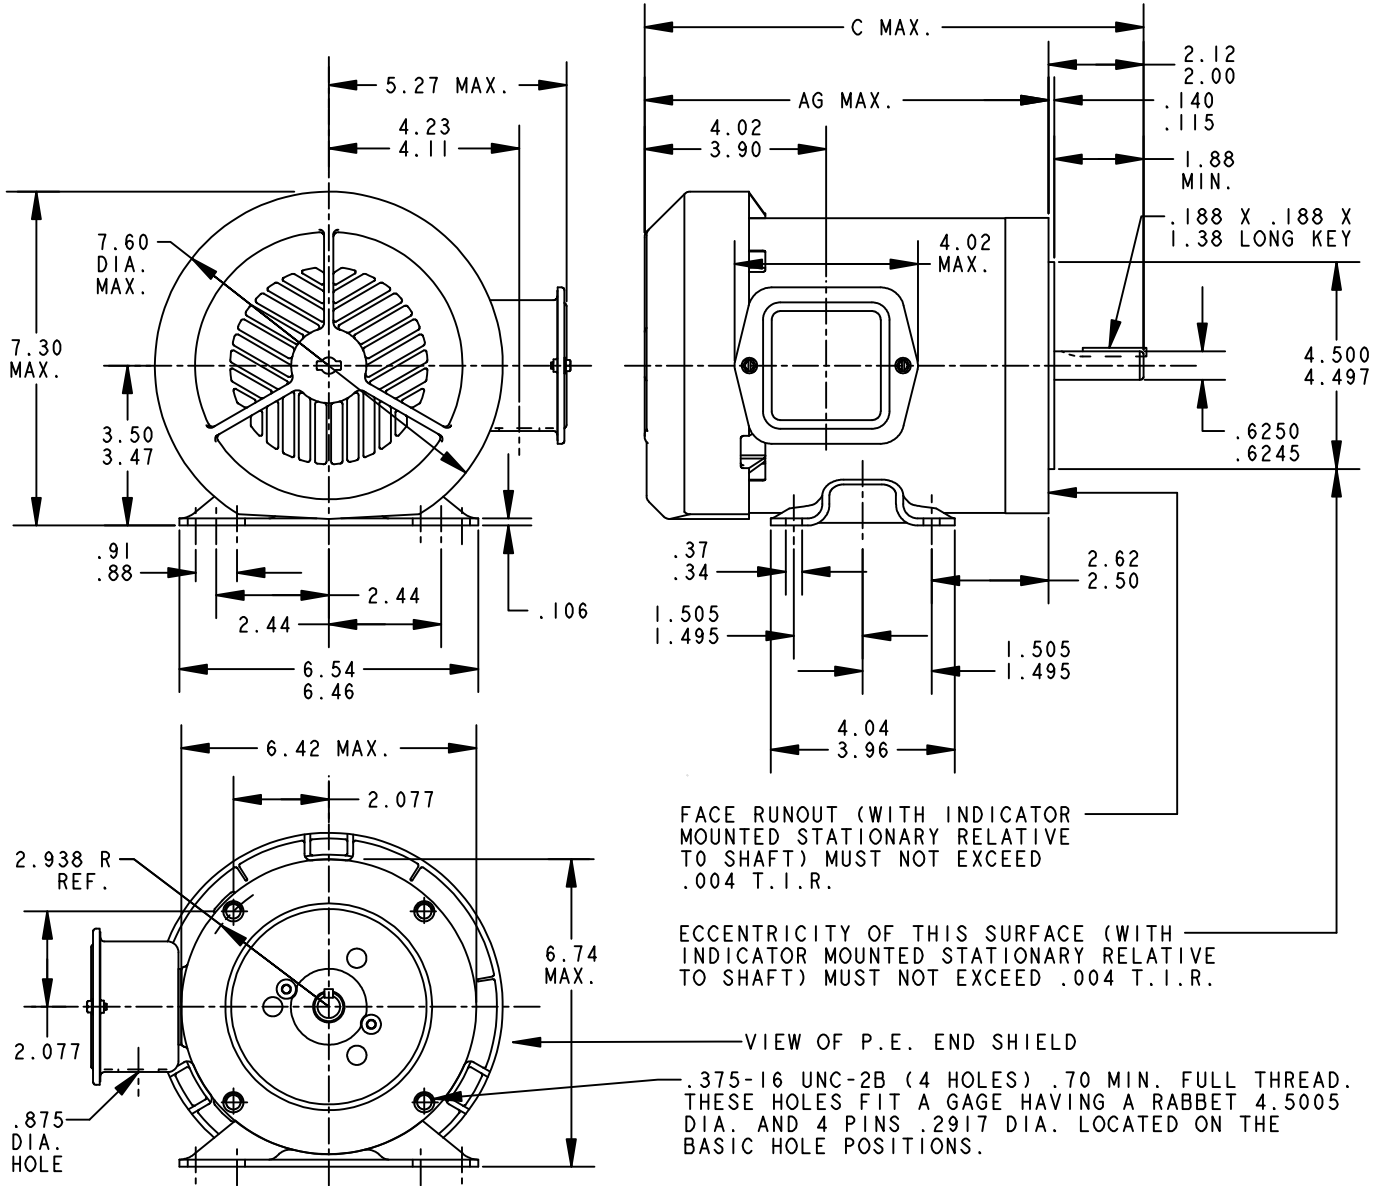 C MAX.
5.27 MAX.
2.12
2.00
AG MAX.
.140
.115
4.23
4.11
4.02
3.90
1.88
MIN.
.188 X .188 X
1.38 LONG KEY
7.60
DIA.
MAX.
4.02
MAX.
7.30
MAX.
4.500
4.497
3.50
3.47
.6250
.6245
.91
.88
.37
.34
2.62
2.50
2.44
.106
2.44
1.505
1.495
1.505
1.495
6.54
6.46
4.04
3.96
6.42 MAX.
2.077
FACE RUNOUT (WITH INDICATOR
MOUNTED STATIONARY RELATIVE
TO SHAFT) MUST NOT EXCEED
.004 T.I.R.
2.938 R
REF.
ECCENTRICITY OF THIS SURFACE (WITH
INDICATOR MOUNTED STATIONARY RELATIVE
TO SHAFT) MUST NOT EXCEED .004 T.I.R.
6.74
MAX.
2.077
VIEW OF P.E. END SHIELD
.375-16 UNC-2B (4 HOLES) .70 MIN. FULL THREAD.
THESE HOLES FIT A GAGE HAVING A RABBET 4.5005
DIA. AND 4 PINS .2917 DIA. LOCATED ON THE
BASIC HOLE POSITIONS.
.875
DIA.
HOLE